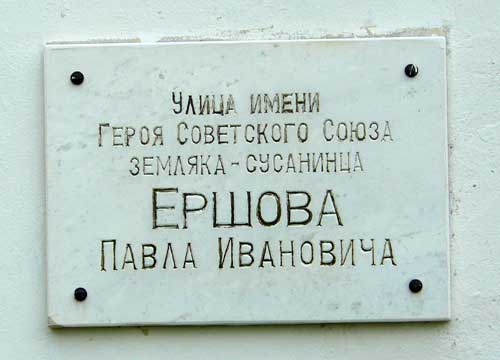 Улица имени
Героя Советского Союза
земляка-сусанинца
Ершова
Павла Ивановича